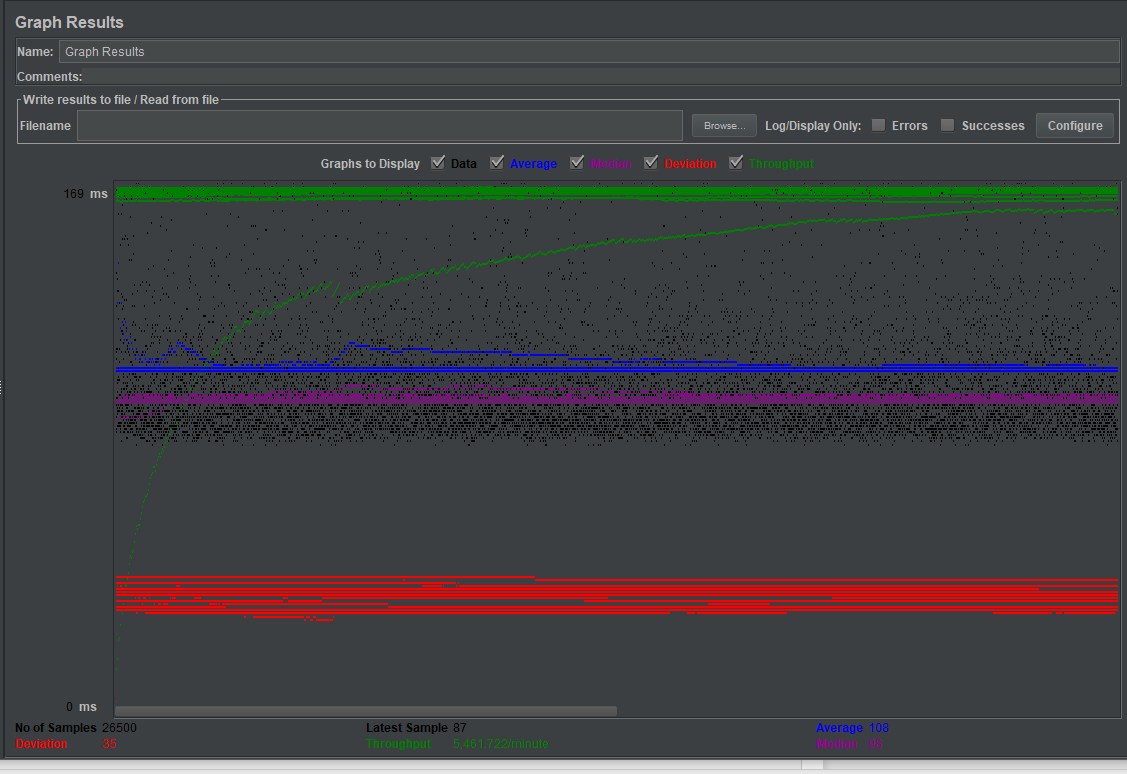 Graph Results
Name: Graph Results
Comments:
Write results to file / Read from file
Filename Browse... Log/Display Only: Errors Successes Configure
Graphs to Display Data Average Median Deviation Throughput
169 ms
0 ms
No of Samples 26500 Latest Sample 87 Average 108
Deviation 35 Throughput 5,461.722/minute Median